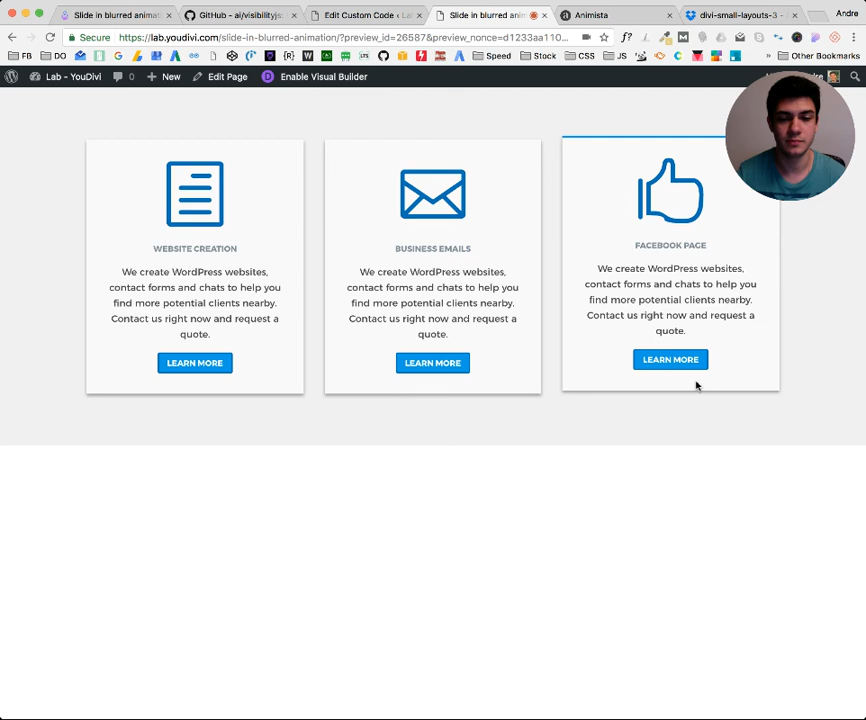 Slide in blurred animat
GitHub - ai/visibilityjs:
Edit Custom Code ‹ La
Slide in blurred anim
Animista
divi-small-layouts-3 -
Andre
Secure https://lab.youdivi.com/slide-in-blurred-animation/?preview_id=26587&preview_nonce=d1233aa110...
FB DO Speed Stock CSS JS Other Bookmarks
Lab - YouDivi 0 New Edit Page D Enable Visual Builder
WEBSITE CREATION
We create WordPress websites,
contact forms and chats to help you
find more potential clients nearby.
Contact us right now and request a
quote.
LEARN MORE
BUSINESS EMAILS
We create WordPress websites,
contact forms and chats to help you
find more potential clients nearby.
Contact us right now and request a
quote.
LEARN MORE
FACEBOOK PAGE
We create WordPress websites,
contact forms and chats to help you
find more potential clients nearby.
Contact us right now and request a
quote.
LEARN MORE